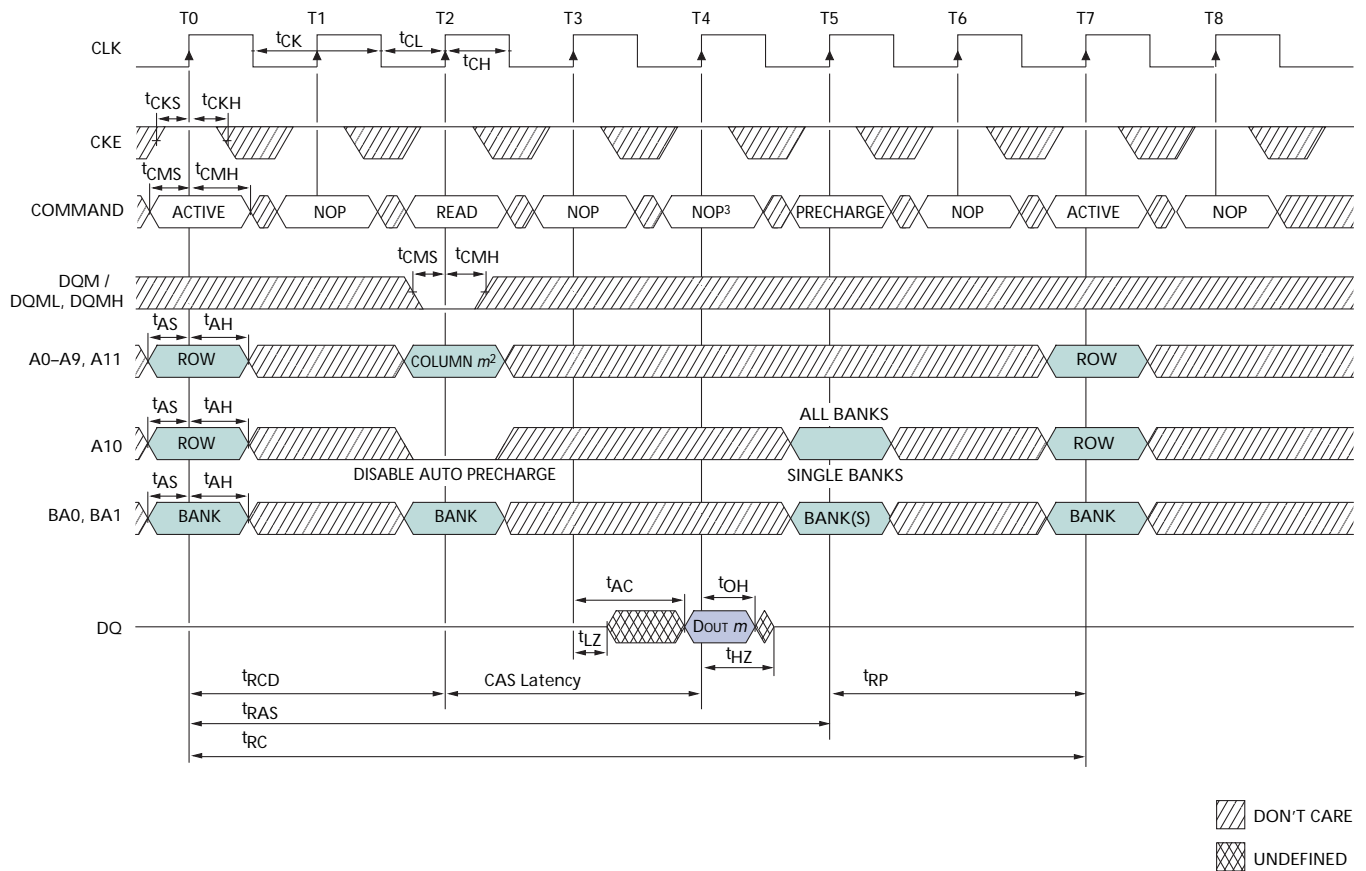 T0 T1 T2 T3 T4 T5 T6 T7 T8
CLK
tCK tCL tCH
tCKS tCKH
CKE
tCMS tCMH
COMMAND ACTIVE NOP READ NOP NOP3 PRECHARGE NOP ACTIVE NOP
tCMS tCMH
DQM /
DQML, DQMH
tAS tAH
A0–A9, A11 ROW COLUMN m2 ROW
tAS tAH ALL BANKS
A10 ROW ROW
DISABLE AUTO PRECHARGE SINGLE BANKS
tAS tAH
BA0, BA1 BANK BANK BANK(S) BANK
tAC tOH
DQ DOUT m
tLZ tHZ
tRCD CAS Latency tRP
tRAS
tRC
DON'T CARE
UNDEFINED